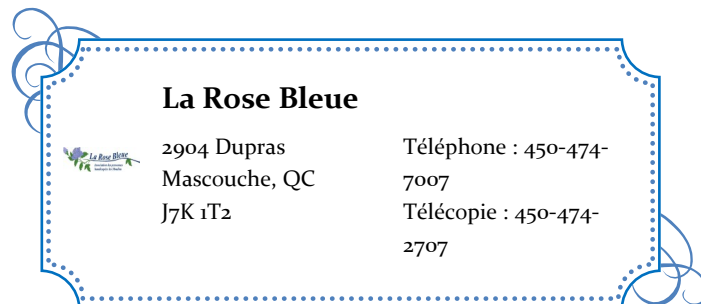 La Rose Bleue
La Rose Bleue
2904 Dupras
Mascouche, QC
J7K 1T2
Téléphone : 450-474-
7007
Télécopie : 450-474-
2707